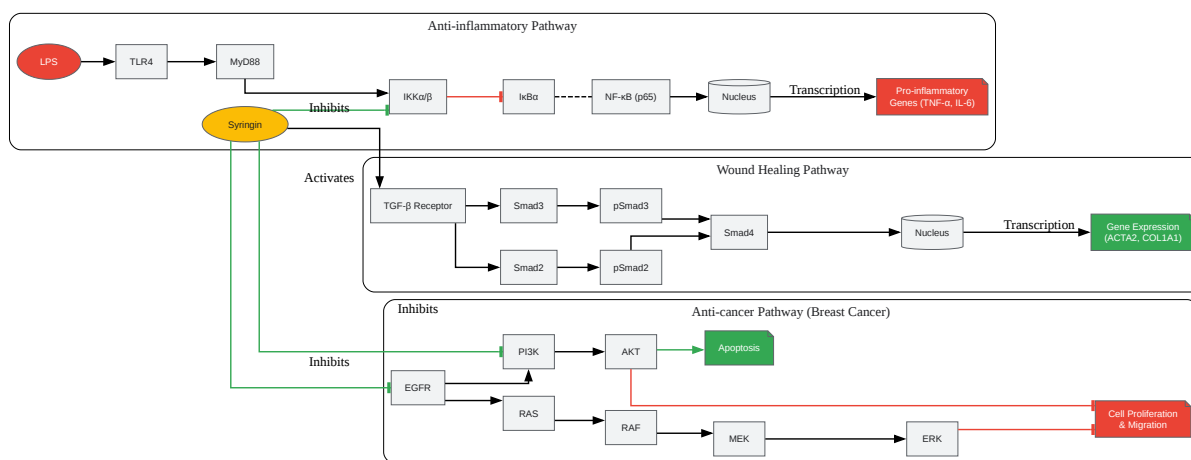 Anti-inflammatory Pathway
LPS
TLR4
MyD88
IKKα/β
IκBα
NF-κB (p65)
Nucleus
Transcription
Pro-inflammatory
Genes (TNF-α, IL-6)
Inhibits
Syringin
Activates
Wound Healing Pathway
TGF-β Receptor
Smad3
pSmad3
Smad4
Nucleus
Transcription
Gene Expression
(ACTA2, COL1A1)
Smad2
pSmad2
Inhibits
Anti-cancer Pathway (Breast Cancer)
PI3K
AKT
Apoptosis
Inhibits
EGFR
RAS
RAF
MEK
ERK
Cell Proliferation
& Migration